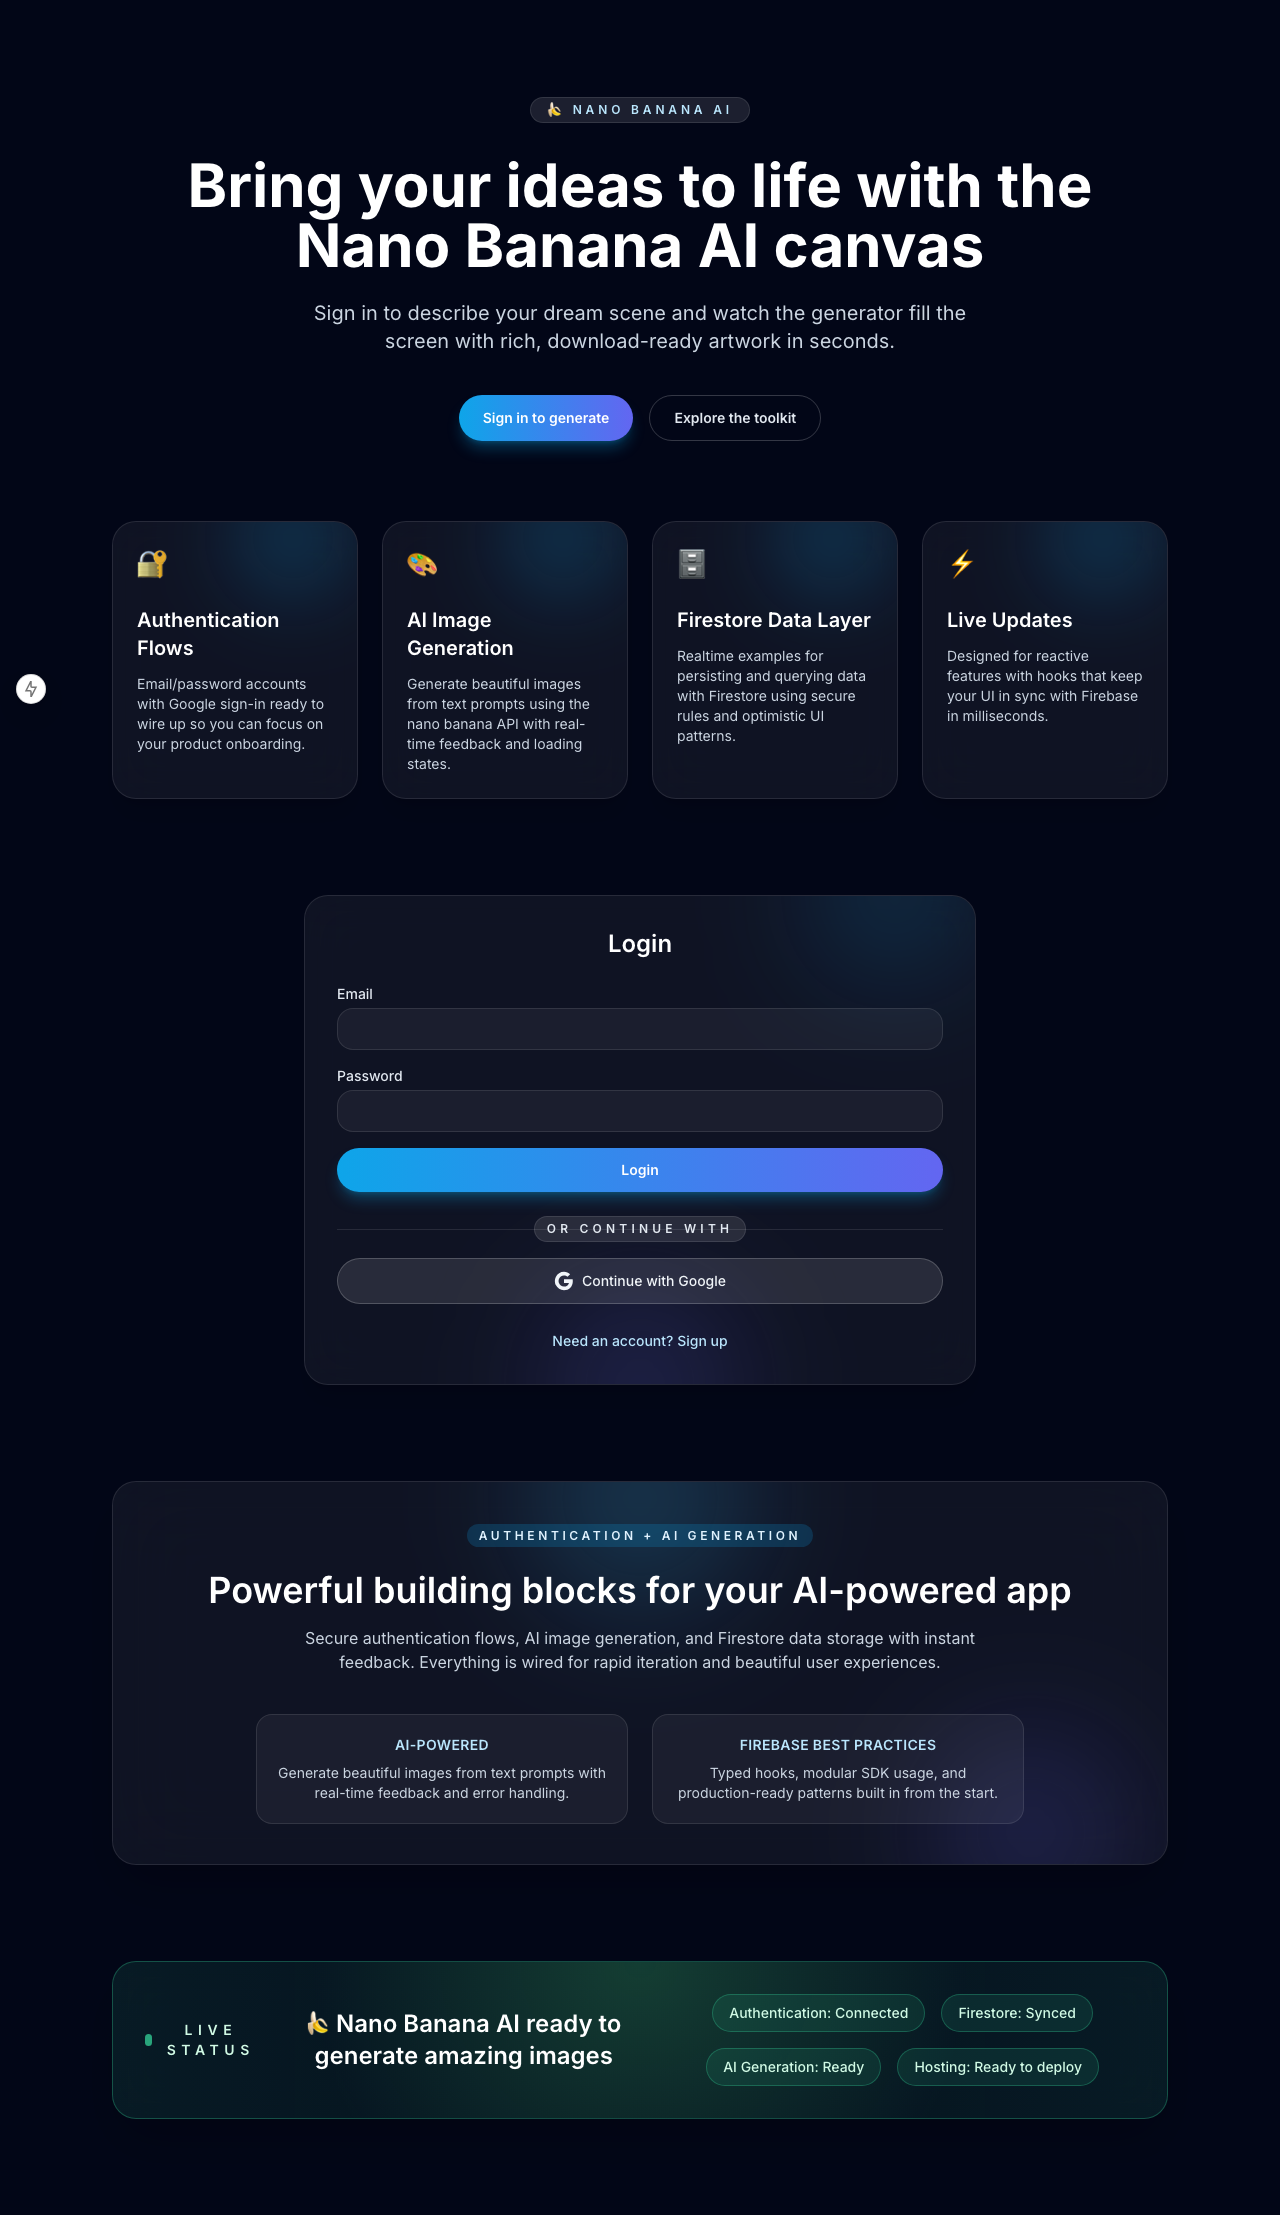 🍌 NANO BANANA AI
Bring your ideas to life with the
Nano Banana AI canvas
Sign in to describe your dream scene and watch the generator fill the
screen with rich, download-ready artwork in seconds.
Sign in to generate
Explore the toolkit
Authentication
Flows
Email/password accounts
with Google sign-in ready to
wire up so you can focus on
your product onboarding.
AI Image
Generation
Generate beautiful images
from text prompts using the
nano banana API with real-
time feedback and loading
states.
Firestore Data Layer
Realtime examples for
persisting and querying data
with Firestore using secure
rules and optimistic UI
patterns.
Live Updates
Designed for reactive
features with hooks that keep
your UI in sync with Firebase
in milliseconds.
Login
Email
Password
Login
OR CONTINUE WITH
Continue with Google
Need an account? Sign up
AUTHENTICATION + AI GENERATION
Powerful building blocks for your AI-powered app
Secure authentication flows, AI image generation, and Firestore data storage with instant
feedback. Everything is wired for rapid iteration and beautiful user experiences.
AI-POWERED
Generate beautiful images from text prompts with
real-time feedback and error handling.
FIREBASE BEST PRACTICES
Typed hooks, modular SDK usage, and
production-ready patterns built in from the start.
LIVE
STATUS
🍌 Nano Banana AI ready to
generate amazing images
Authentication: Connected
Firestore: Synced
AI Generation: Ready
Hosting: Ready to deploy